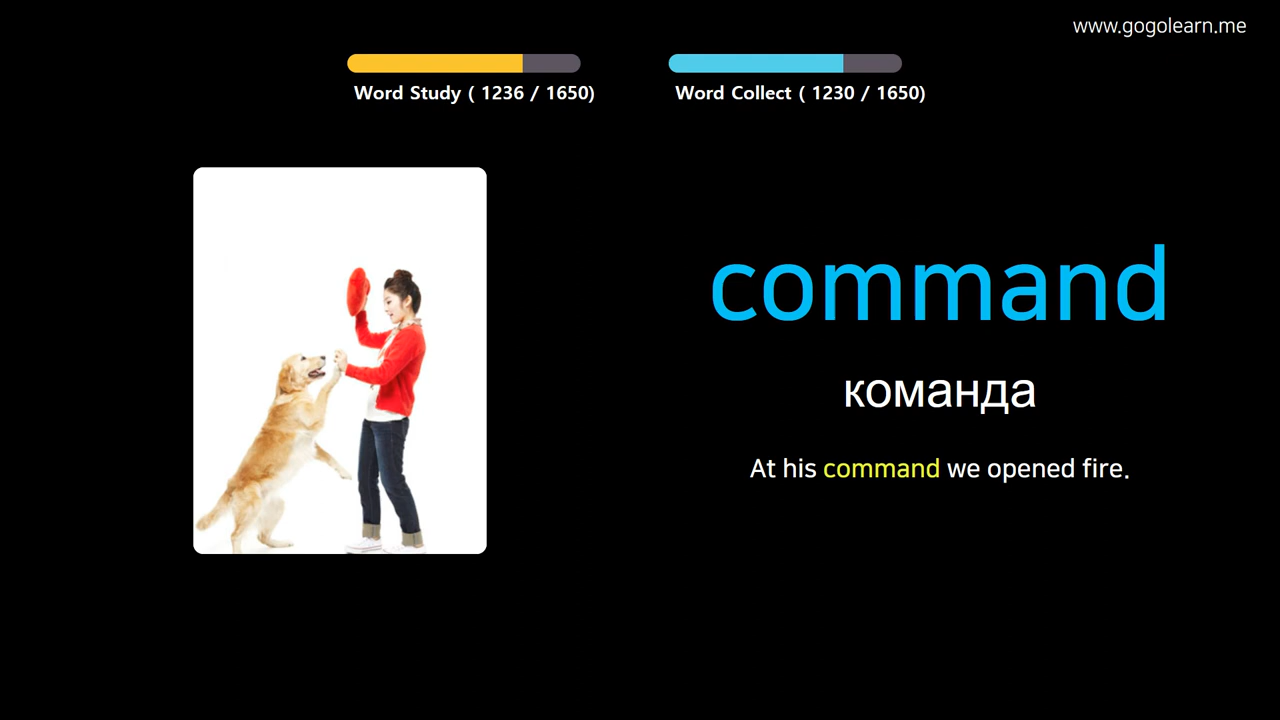 www.gogolearn.me
Word Study ( 1236 / 1650)
Word Collect ( 1230 / 1650)
command
команда
At his command we opened fire.